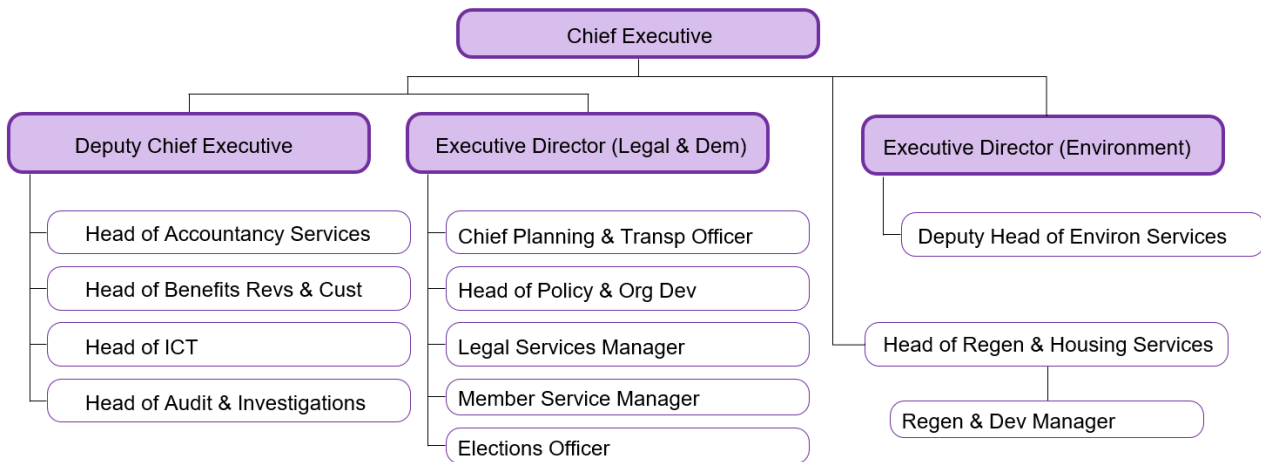 Chief Executive
Deputy Chief Executive
Head of Accountancy Services
Head of Benefits Revs & Cust
Head of ICT
Head of Audit & Investigations
Executive Director (Legal & Dem)
Chief Planning & Transp Officer
Head of Policy & Org Dev
Legal Services Manager
Member Service Manager
Elections Officer
Executive Director (Environment)
Deputy Head of Environ Services
Head of Regen & Housing Services
Regen & Dev Manager